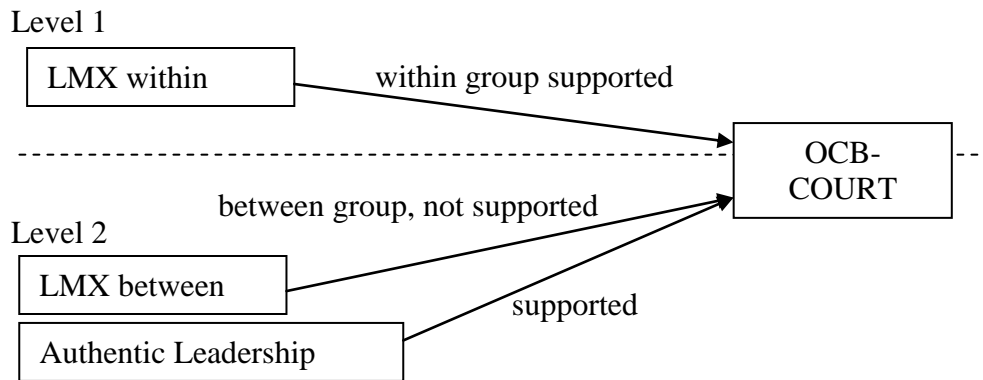 Level 1
LMX within
within group supported
OCB-
COURT
between group, not supported
Level 2
LMX between
supported
Authentic Leadership